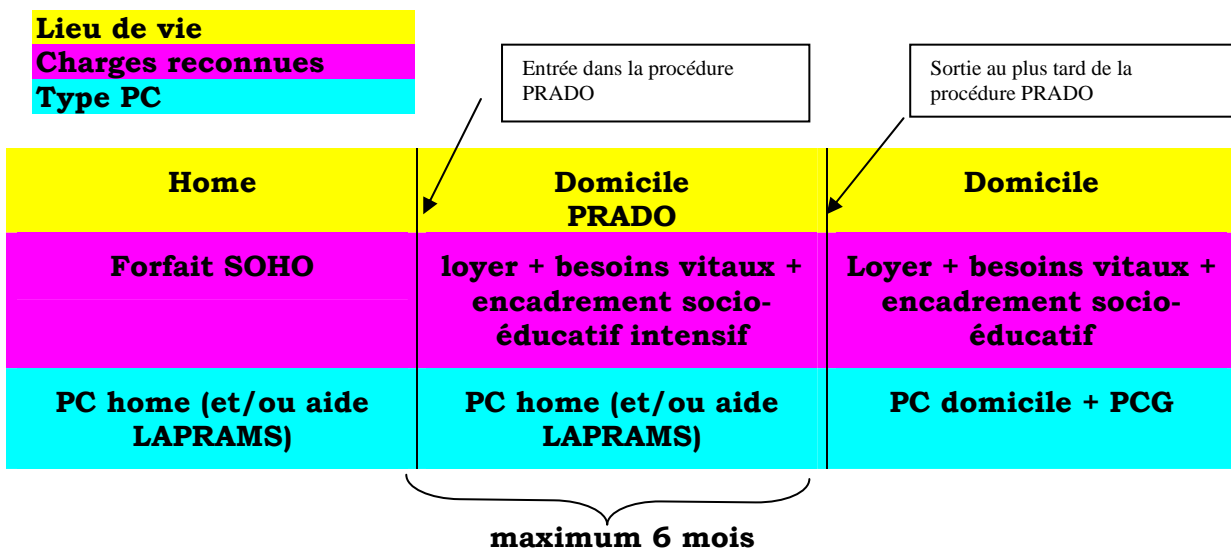 Lieu de vie
Charges reconnues
Type PC
Entrée dans la procédure
PRADO
Sortie au plus tard de la
procédure PRADO
Home
Domicile
PRADO
Domicile
Forfait SOHO
loyer + besoins vitaux +
encadrement socio-
éducatif intensif
Loyer + besoins vitaux +
encadrement socio-
éducatif
PC home (et/ou aide
LAPRAMS)
PC home (et/ou aide
LAPRAMS)
PC domicile + PCG
maximum 6 mois